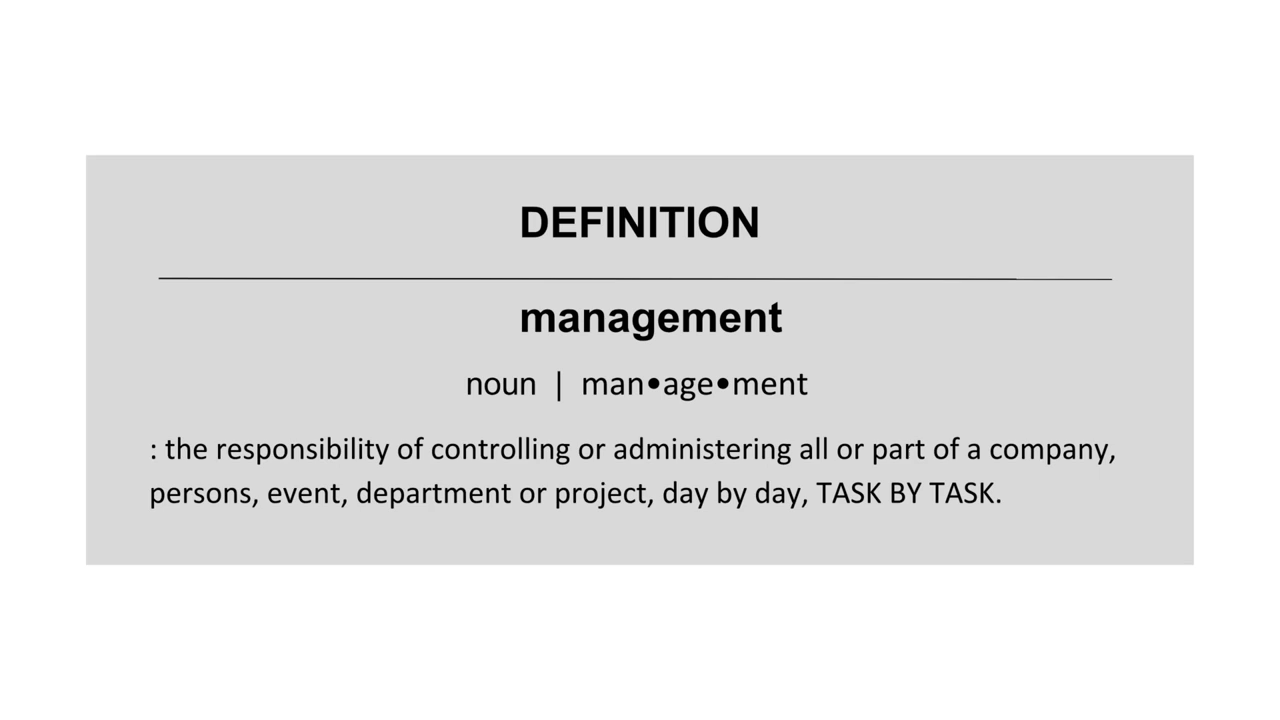 DEFINITION
management
noun | man•age•ment
: the responsibility of controlling or administering all or part of a company,
persons, event, department or project, day by day, TASK BY TASK.